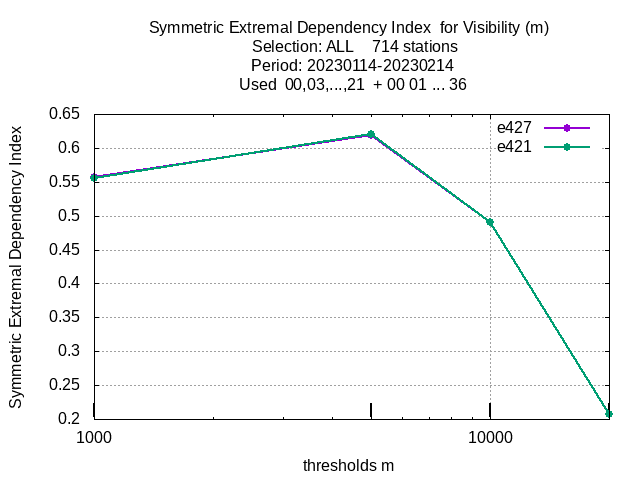 Symmetric Extremal Dependency Index  for Visibility (m)
Selection: ALL    714 stations
Period: 20230114-20230214
Used  00,03,...,21  + 00 01 ... 36
Symmetric Extremal Dependency Index
0.65
0.6
0.55
0.5
0.45
0.4
0.35
0.3
0.25
0.2
e427
e421
1000
10000
thresholds m